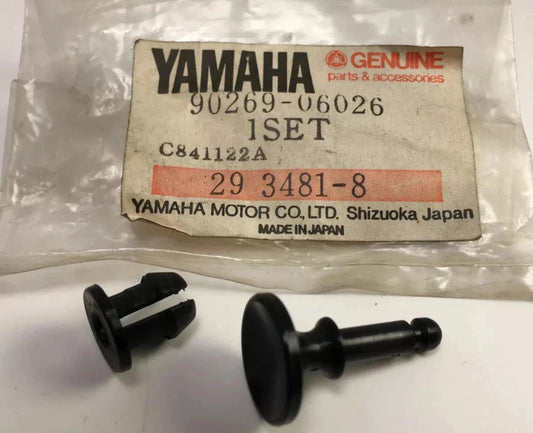 YAMAHA GENUINE
parts & accessories
90269-06026
1SET
C841122A
29 3481-8
YAMAHA MOTOR CO., LTD. Shizuoka, Japan
MADE IN JAPAN